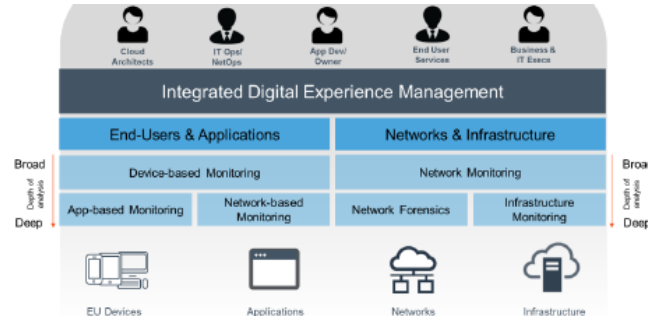 Cloud
Architects
IT Ops/
NetOps
App Dev/
Owner
End User
Services
Business &
IT Execs
Integrated Digital Experience Management
End-Users & Applications
Networks & Infrastructure
Broad
Depth of
analysis
Deep
Device-based Monitoring
Network Monitoring
App-based Monitoring
Network-based
Monitoring
Network Forensics
Infrastructure
Monitoring
Broad
Depth of
analysis
Deep
EU Devices
Applications
Networks
Infrastructure